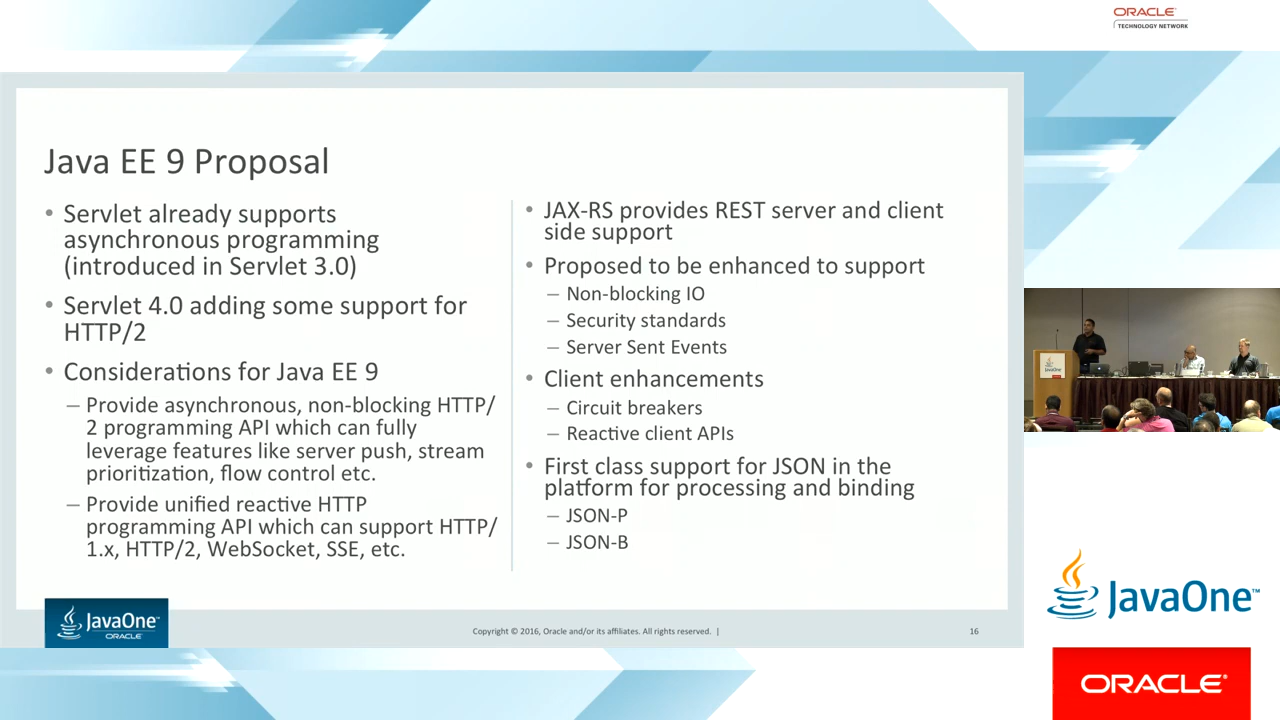 ORACLE
TECHNOLOGY NETWORK
Java EE 9 Proposal
• Servlet already supports
asynchronous programming
(introduced in Servlet 3.0)
• Servlet 4.0 adding some support for
HTTP/2
• Considerations for Java EE 9
– Provide asynchronous, non-blocking HTTP/
2 programming API which can fully
leverage features like server push, stream
prioritization, flow control etc.
– Provide unified reactive HTTP
programming API which can support HTTP/
1.x, HTTP/2, WebSocket, SSE, etc.
• JAX-RS provides REST server and client
side support
• Proposed to be enhanced to support
– Non-blocking IO
– Security standards
– Server Sent Events
• Client enhancements
– Circuit breakers
– Reactive client APIs
• First class support for JSON in the
platform for processing and binding
– JSON-P
– JSON-B
JavaOne™
ORACLE
Copyright © 2016, Oracle and/or its affiliates. All rights reserved. |
16
JavaOne™
ORACLE®